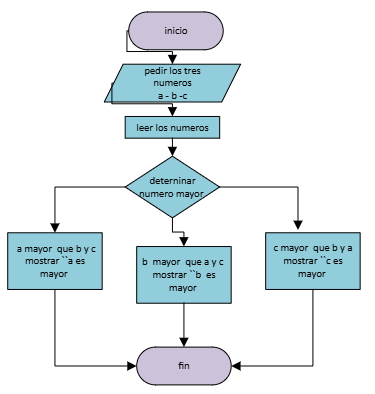 inicio
pedir los tres
numeros
a - b -c
leer los numeros
deterninar
numero mayor
a mayor que b y c
mostrar ``a es
mayor
b mayor que a y c
mostrar ``b es
mayor
c mayor que b y a
mostrar ``c es
mayor
fin